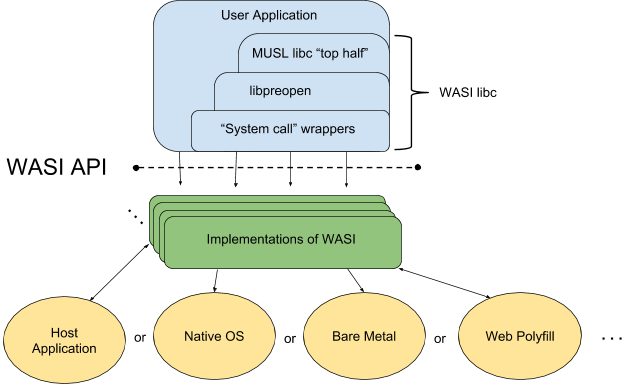 User Application
MUSL libc “top half”
libpreopen
WASI libc
“System call” wrappers
WASI API
Implementations of WASI
Host
Application
or
Native OS
or
Bare Metal
or
Web Polyfill
. . .